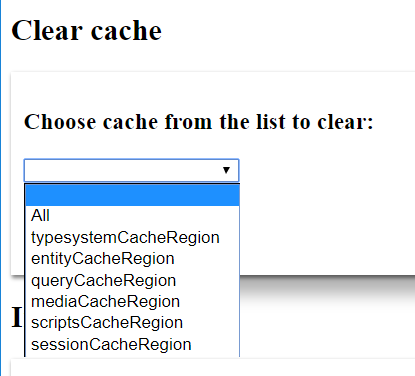 Clear cache
Choose cache from the list to clear:
All
typesystemCacheRegion
entityCacheRegion
queryCacheRegion
mediaCacheRegion
scriptsCacheRegion
sessionCacheRegion